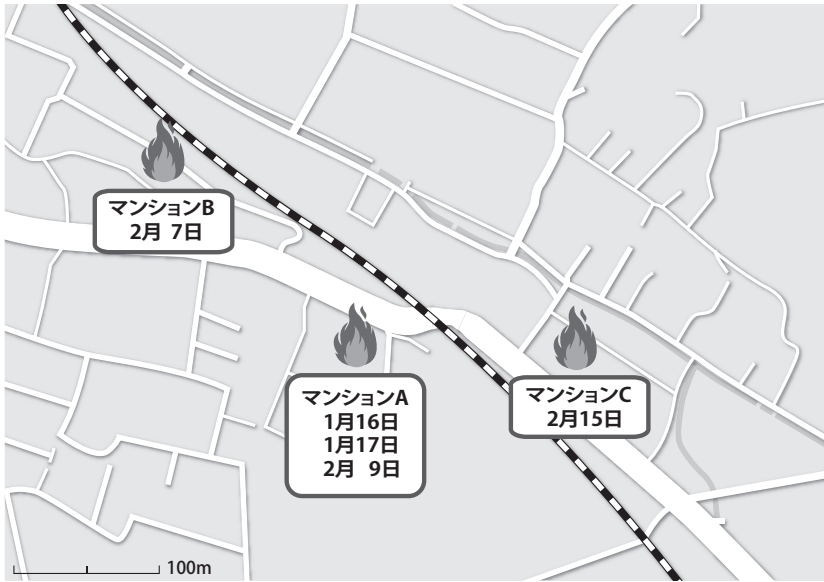 マンションB
2月 7日
マンションA
1月16日
1月17日
2月 9日
マンションC
2月15日
100m